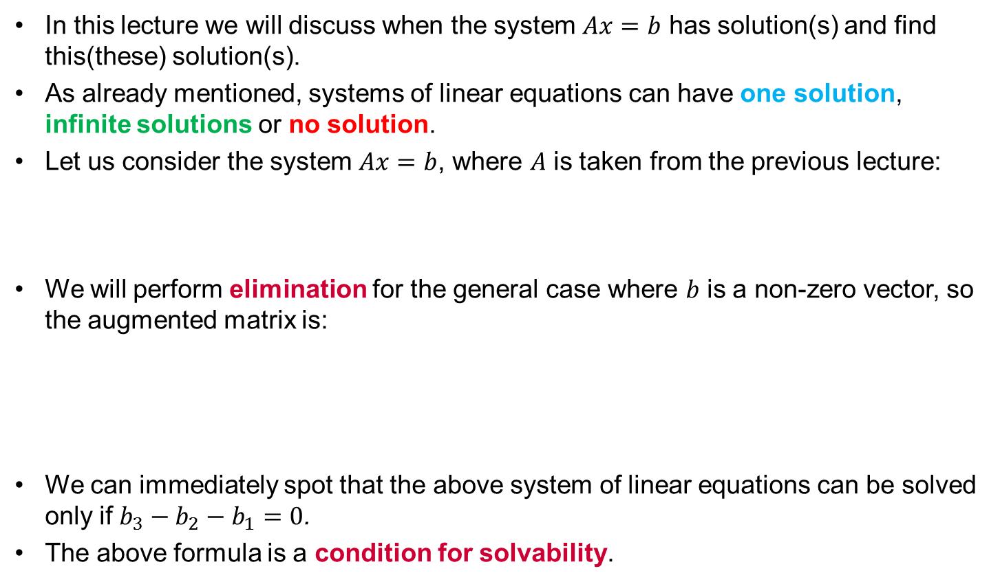 • In this lecture we will discuss when the system 𝐴𝑥 = 𝑏 has solution(s) and find
this(these) solution(s).
• As already mentioned, systems of linear equations can have one solution,
infinite solutions or no solution.
• Let us consider the system 𝐴𝑥 = 𝑏, where 𝐴 is taken from the previous lecture:
• We will perform elimination for the general case where 𝑏 is a non-zero vector, so
the augmented matrix is:
• We can immediately spot that the above system of linear equations can be solved
only if 𝑏₃ − 𝑏₂ − 𝑏₁ = 0.
• The above formula is a condition for solvability.